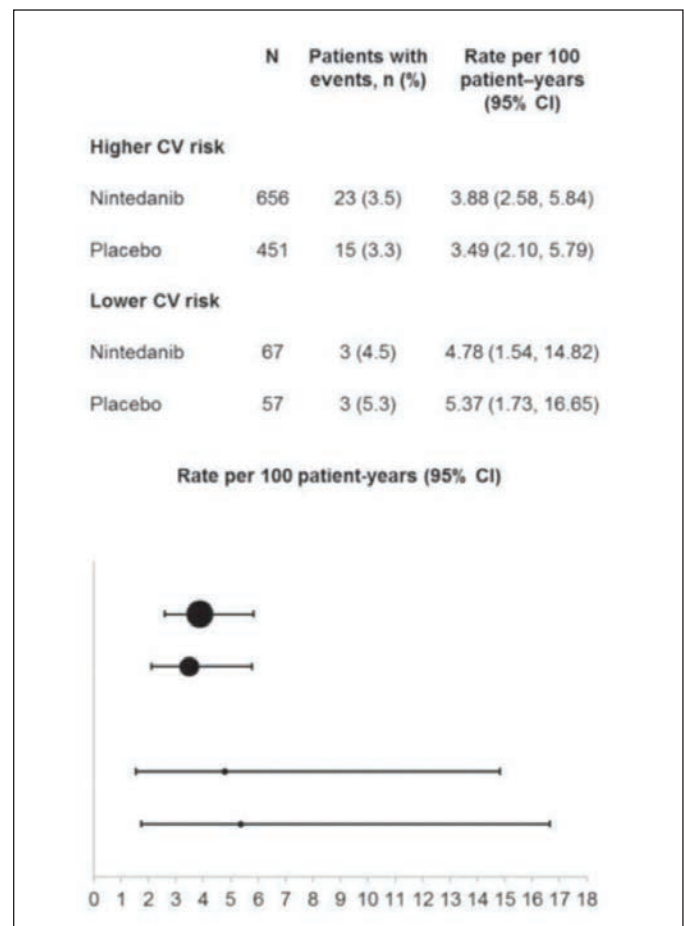 N Patients with Rate per 100
events, n (%) patient–years
(95% CI)
Higher CV risk
Nintedanib 656 23 (3.5) 3.88 (2.58, 5.84)
Placebo 451 15 (3.3) 3.49 (2.10, 5.79)
Lower CV risk
Nintedanib 67 3 (4.5) 4.78 (1.54, 14.82)
Placebo 57 3 (5.3) 5.37 (1.73, 16.65)
Rate per 100 patient-years (95% CI)
0 1 2 3 4 5 6 7 8 9 10 11 12 13 14 15 16 17 18